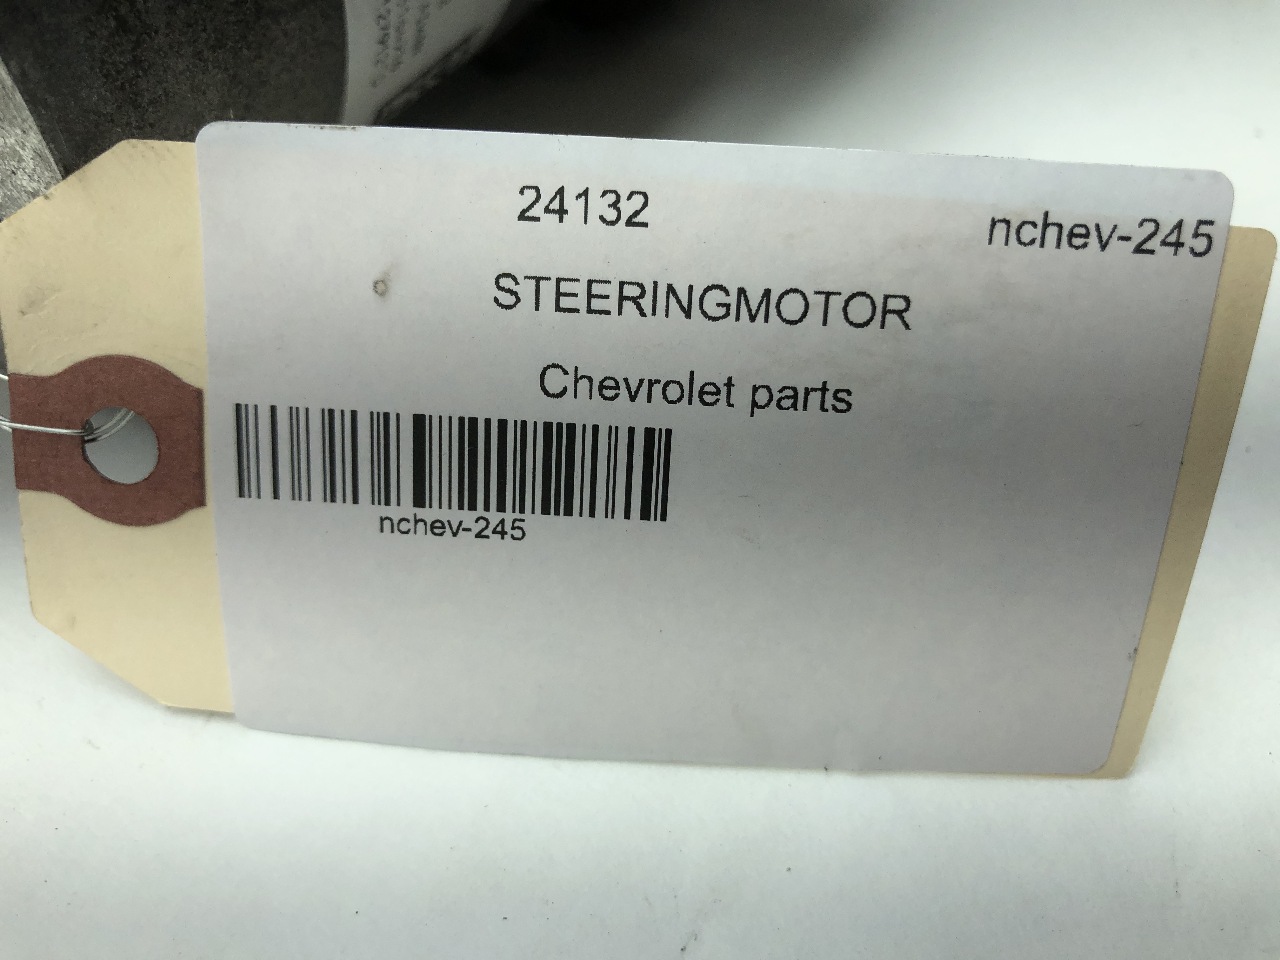 24132
nchev-245
STEERINGMOTOR
Chevrolet parts
nchev-245